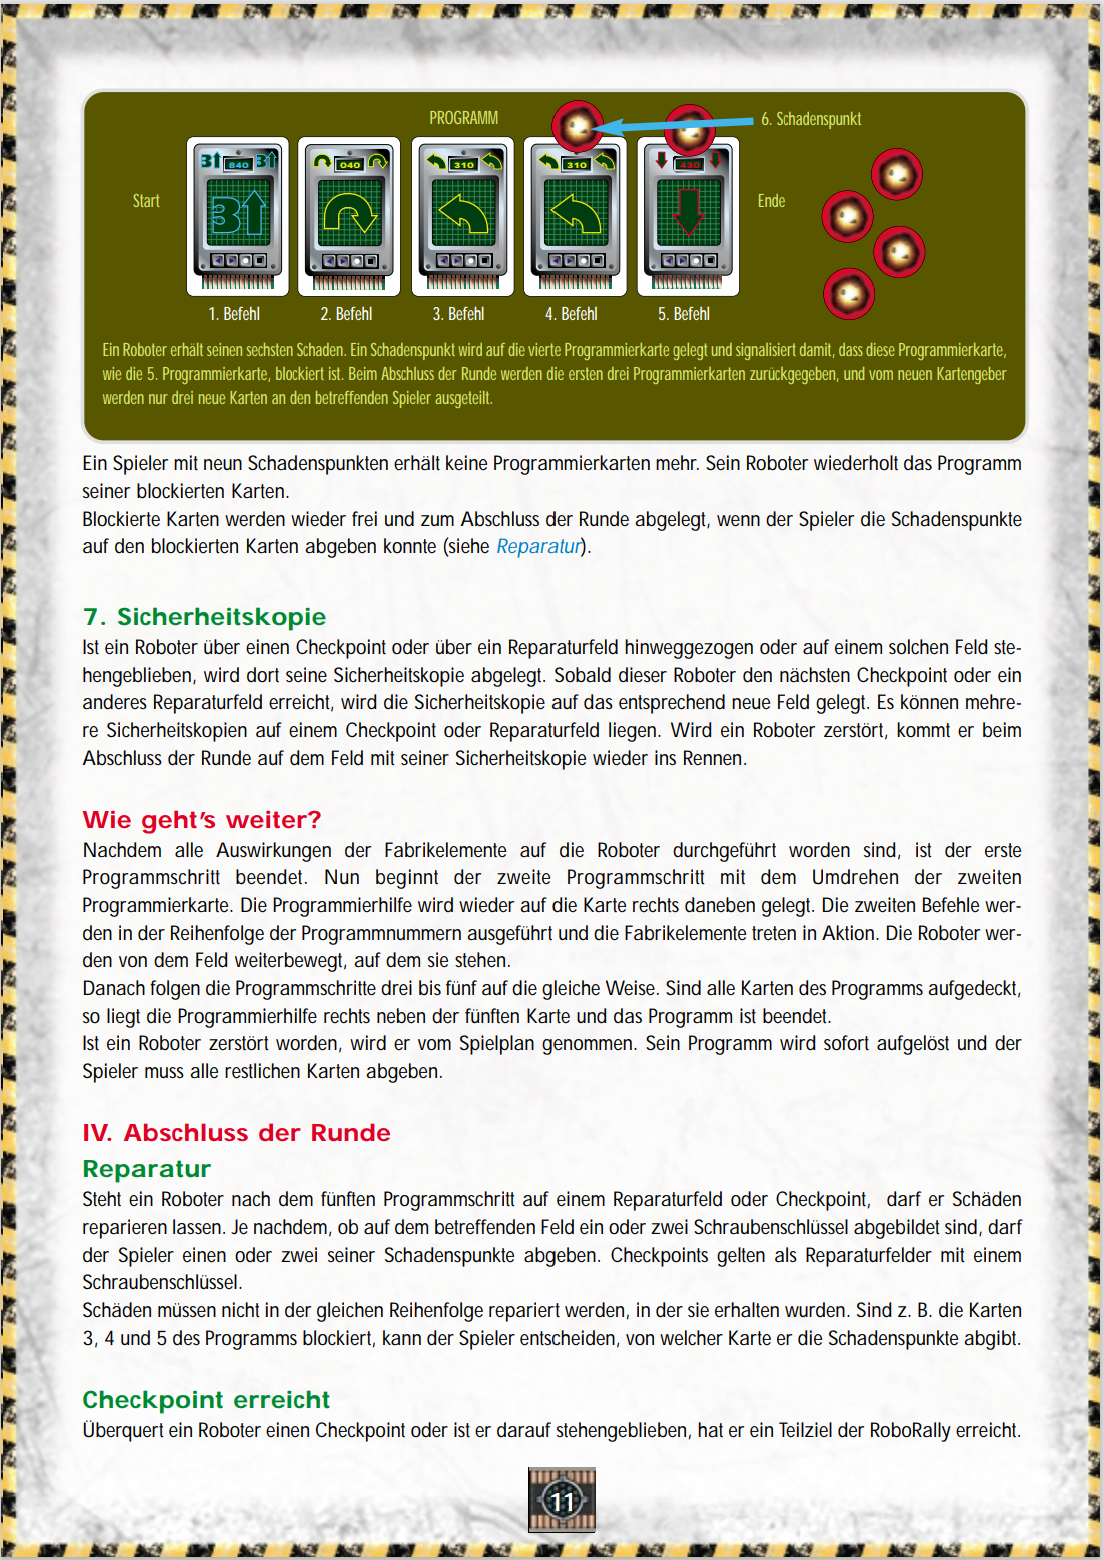 PROGRAMM
6. Schadenspunkt
3 840 3
040
310
310
430
Start
3
Ende
1. Befehl
2. Befehl
3. Befehl
4. Befehl
5. Befehl
Ein Roboter erhält seinen sechsten Schaden. Ein Schadenspunkt wird auf die vierte Programmierkarte gelegt und signalisiert damit, dass diese Programmierkarte,
wie die 5. Programmierkarte, blockiert ist. Beim Abschluss der Runde werden die ersten drei Programmierkarten zurückgegeben, und vom neuen Kartengeber
werden nur drei neue Karten an den betreffenden Spieler ausgeteilt.
Ein Spieler mit neun Schadenspunkten erhält keine Programmierkarten mehr. Sein Roboter wiederholt das Programm
seiner blockierten Karten.
Blockierte Karten werden wieder frei und zum Abschluss der Runde abgelegt, wenn der Spieler die Schadenspunkte
auf den blockierten Karten abgeben konnte (siehe Reparatur).
7. Sicherheitskopie
Ist ein Roboter über einen Checkpoint oder über ein Reparaturfeld hinweggezogen oder auf einem solchen Feld ste-
hengeblieben, wird dort seine Sicherheitskopie abgelegt. Sobald dieser Roboter den nächsten Checkpoint oder ein
anderes Reparaturfeld erreicht, wird die Sicherheitskopie auf das entsprechend neue Feld gelegt. Es können mehre-
re Sicherheitskopien auf einem Checkpoint oder Reparaturfeld liegen. Wird ein Roboter zerstört, kommt er beim
Abschluss der Runde auf dem Feld mit seiner Sicherheitskopie wieder ins Rennen.
Wie geht's weiter?
Nachdem alle Auswirkungen der Fabrikelemente auf die Roboter durchgeführt worden sind, ist der erste
Programmschritt beendet. Nun beginnt der zweite Programmschritt mit dem Umdrehen der zweiten
Programmierkarte. Die Programmierhilfe wird wieder auf die Karte rechts daneben gelegt. Die zweiten Befehle wer-
den in der Reihenfolge der Programmnummern ausgeführt und die Fabrikelemente treten in Aktion. Die Roboter wer-
den von dem Feld weiterbewegt, auf dem sie stehen.
Danach folgen die Programmschritte drei bis fünf auf die gleiche Weise. Sind alle Karten des Programms aufgedeckt,
so liegt die Programmierhilfe rechts neben der fünften Karte und das Programm ist beendet.
Ist ein Roboter zerstört worden, wird er vom Spielplan genommen. Sein Programm wird sofort aufgelöst und der
Spieler muss alle restlichen Karten abgeben.
IV. Abschluss der Runde
Reparatur
Steht ein Roboter nach dem fünften Programmschritt auf einem Reparaturfeld oder Checkpoint, darf er Schäden
reparieren lassen. Je nachdem, ob auf dem betreffenden Feld ein oder zwei Schraubenschlüssel abgebildet sind, darf
der Spieler einen oder zwei seiner Schadenspunkte abgeben. Checkpoints gelten als Reparaturfelder mit einem
Schraubenschlüssel.
Schäden müssen nicht in der gleichen Reihenfolge repariert werden, in der sie erhalten wurden. Sind z. B. die Karten
3, 4 und 5 des Programms blockiert, kann der Spieler entscheiden, von welcher Karte er die Schadenspunkte abgibt.
Checkpoint erreicht
Überquert ein Roboter einen Checkpoint oder ist er darauf stehengeblieben, hat er ein Teilziel der RoboRally erreicht.
11